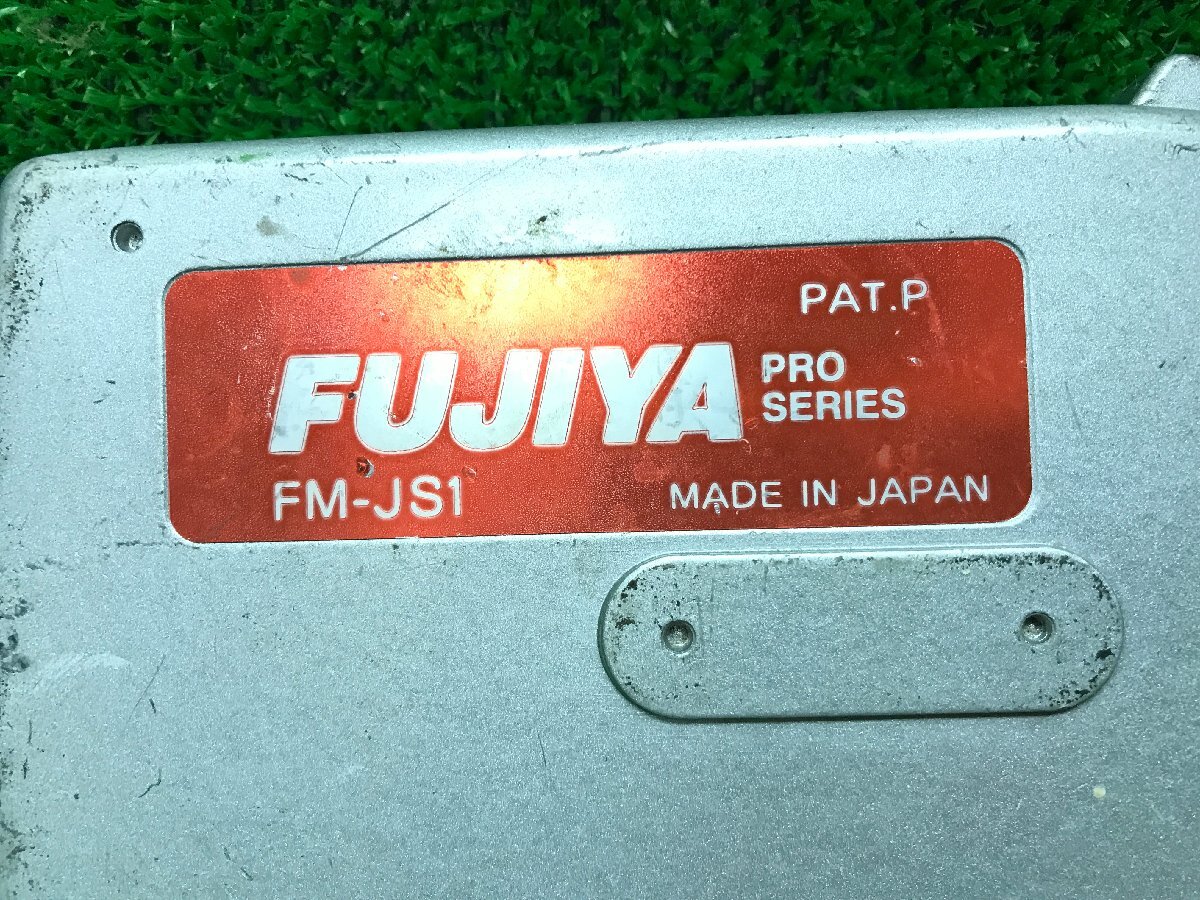 PAT.P
FUJIYA PRO SERIES
FM-JS1
MADE IN JAPAN